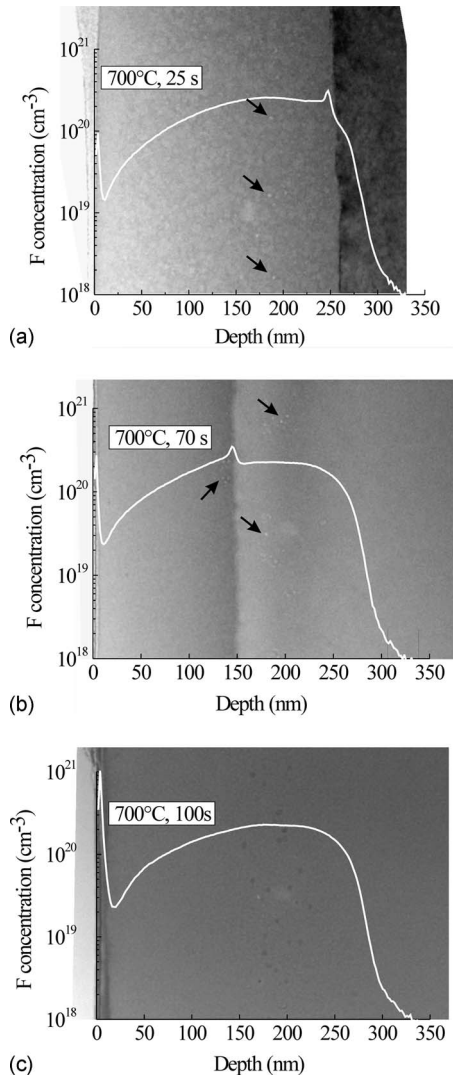 F concentration (cm-3)
10^21
10^20
10^19
10^18
700°C, 25 s
0 50 100 150 200 250 300 350
Depth (nm)
(a)
F concentration (cm-3)
10^21
10^20
10^19
10^18
700°C, 70 s
0 50 100 150 200 250 300 350
Depth (nm)
(b)
F concentration (cm-3)
10^21
10^20
10^19
10^18
700°C, 100s
0 50 100 150 200 250 300 350
Depth (nm)
(c)